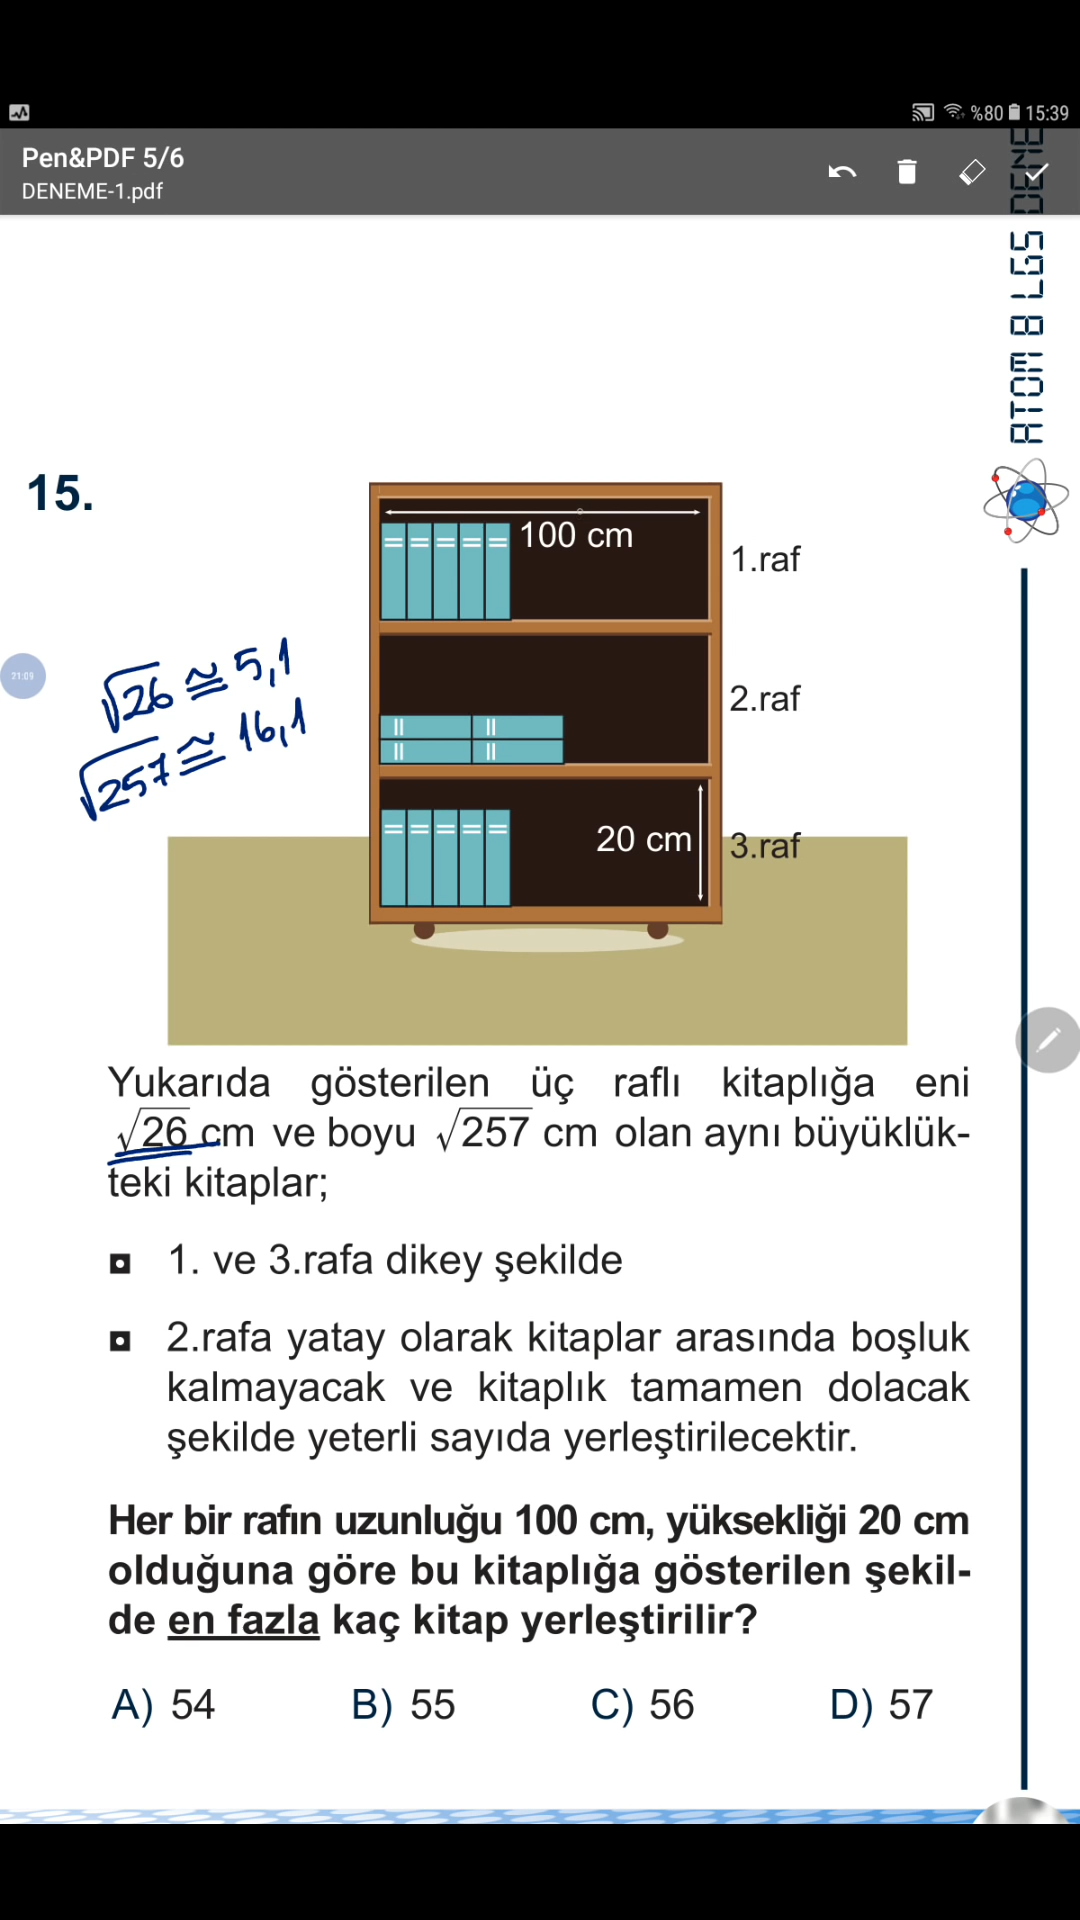 %80 15:39
Pen&PDF 5/6
DENEME-1.pdf
ATOM 8 LGS DENE
15.
100 cm
1.raf
√26 ≅ 5,1
21:09
2.raf
√257 ≅ 16,1
20 cm
3.raf
Yukarıda gösterilen üç raflı kitaplığa eni
√26 cm ve boyu √257 cm olan aynı büyüklük-
teki kitaplar;
1. ve 3.rafa dikey şekilde
2.rafa yatay olarak kitaplar arasında boşluk
kalmayacak ve kitaplık tamamen dolacak
şekilde yeterli sayıda yerleştirilecektir.
Her bir rafın uzunluğu 100 cm, yüksekliği 20 cm
olduğuna göre bu kitaplığa gösterilen şekil-
de en fazla kaç kitap yerleştirilir?
A) 54 B) 55 C) 56 D) 57